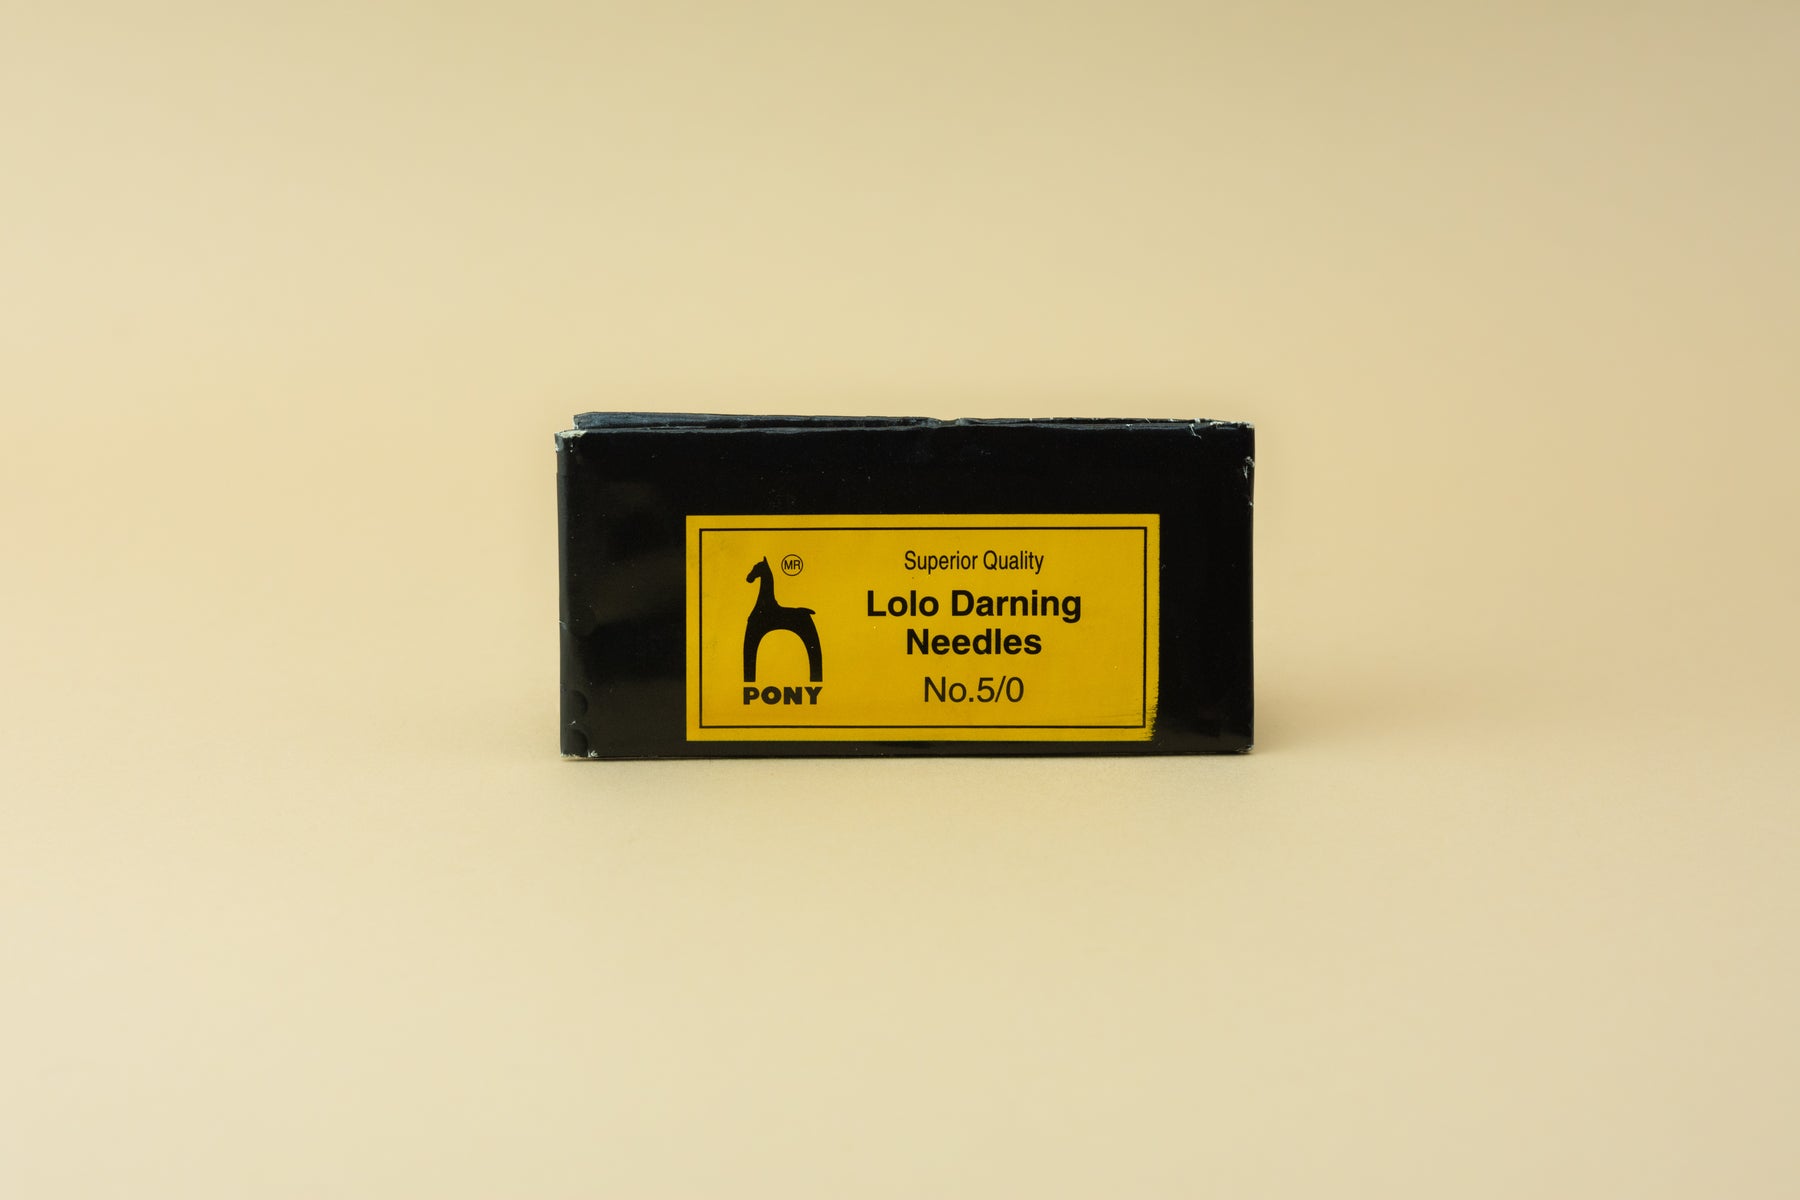 MR
PONY
Superior Quality
Lolo Darning
Needles
No.5/0